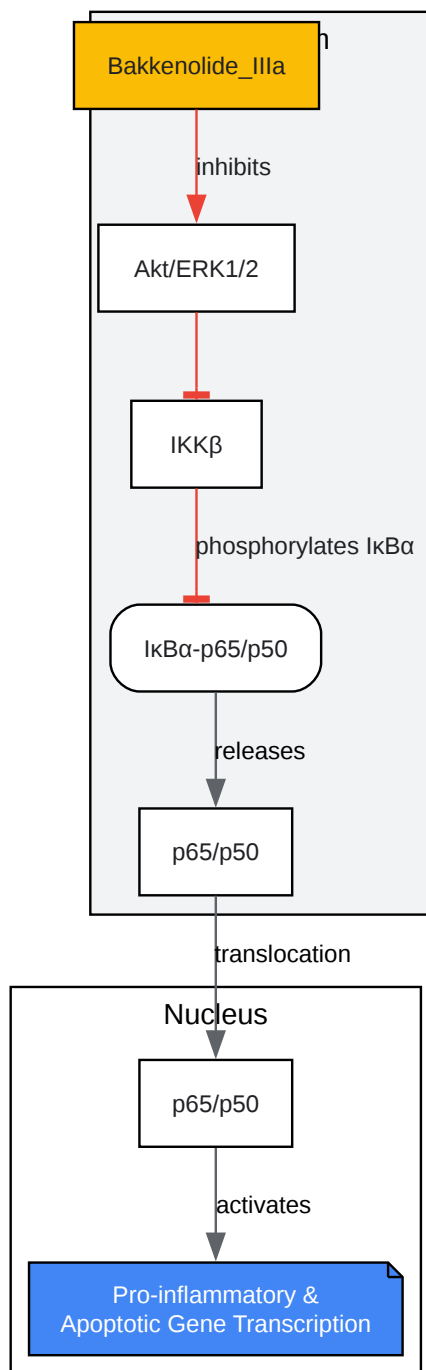 Bakkenolide_IIIa
inhibits
Akt/ERK1/2
IKKβ
phosphorylates IκBα
IκBα-p65/p50
releases
p65/p50
translocation
Nucleus
p65/p50
activates
Pro-inflammatory &
Apoptotic Gene Transcription